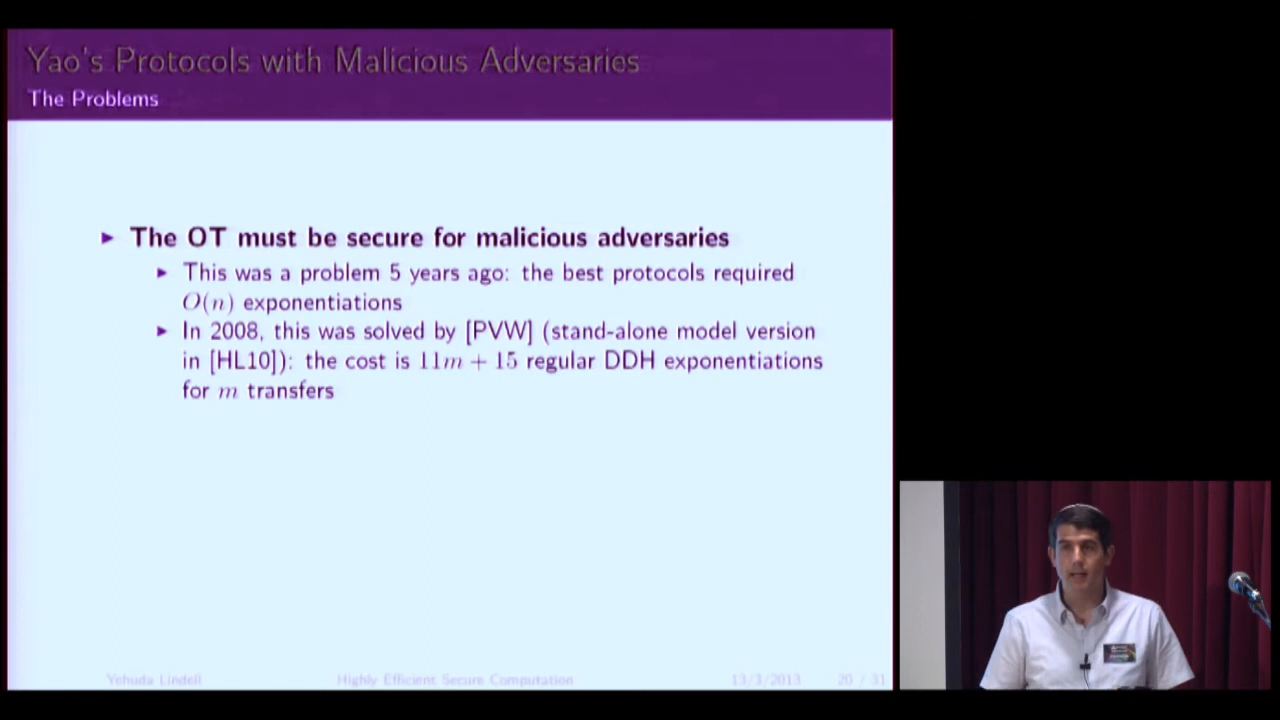 Yao's Protocols with Malicious Adversaries
The Problems
► The OT must be secure for malicious adversaries
► This was a problem 5 years ago: the best protocols required
O(n) exponentiations
► In 2008, this was solved by [PVW] (stand-alone model version
in [HL10]): the cost is 11m + 15 regular DDH exponentiations
for m transfers
Yehuda Lindell Highly Efficient Secure Computation 13/3/2013 20 / 31